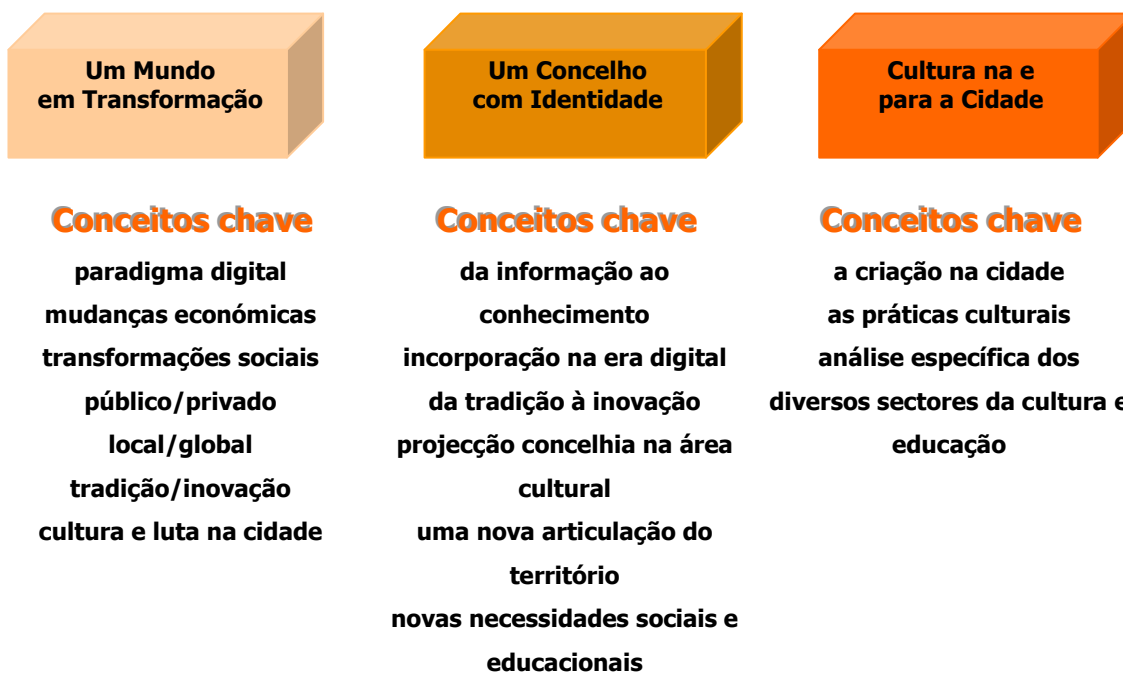 Um Mundo
em Transformação
Conceitos chave
paradigma digital
mudanças económicas
transformações sociais
público/privado
local/global
tradição/inovação
cultura e luta na cidade
Um Concelho
com Identidade
Conceitos chave
da informação ao
conhecimento
incorporação na era digital
da tradição à inovação
projecção concelhia na área
cultural
uma nova articulação do
território
novas necessidades sociais e
educacionais
Cultura na e
para a Cidade
Conceitos chave
a criação na cidade
as práticas culturais
análise específica dos
diversos sectores da cultura e
educação